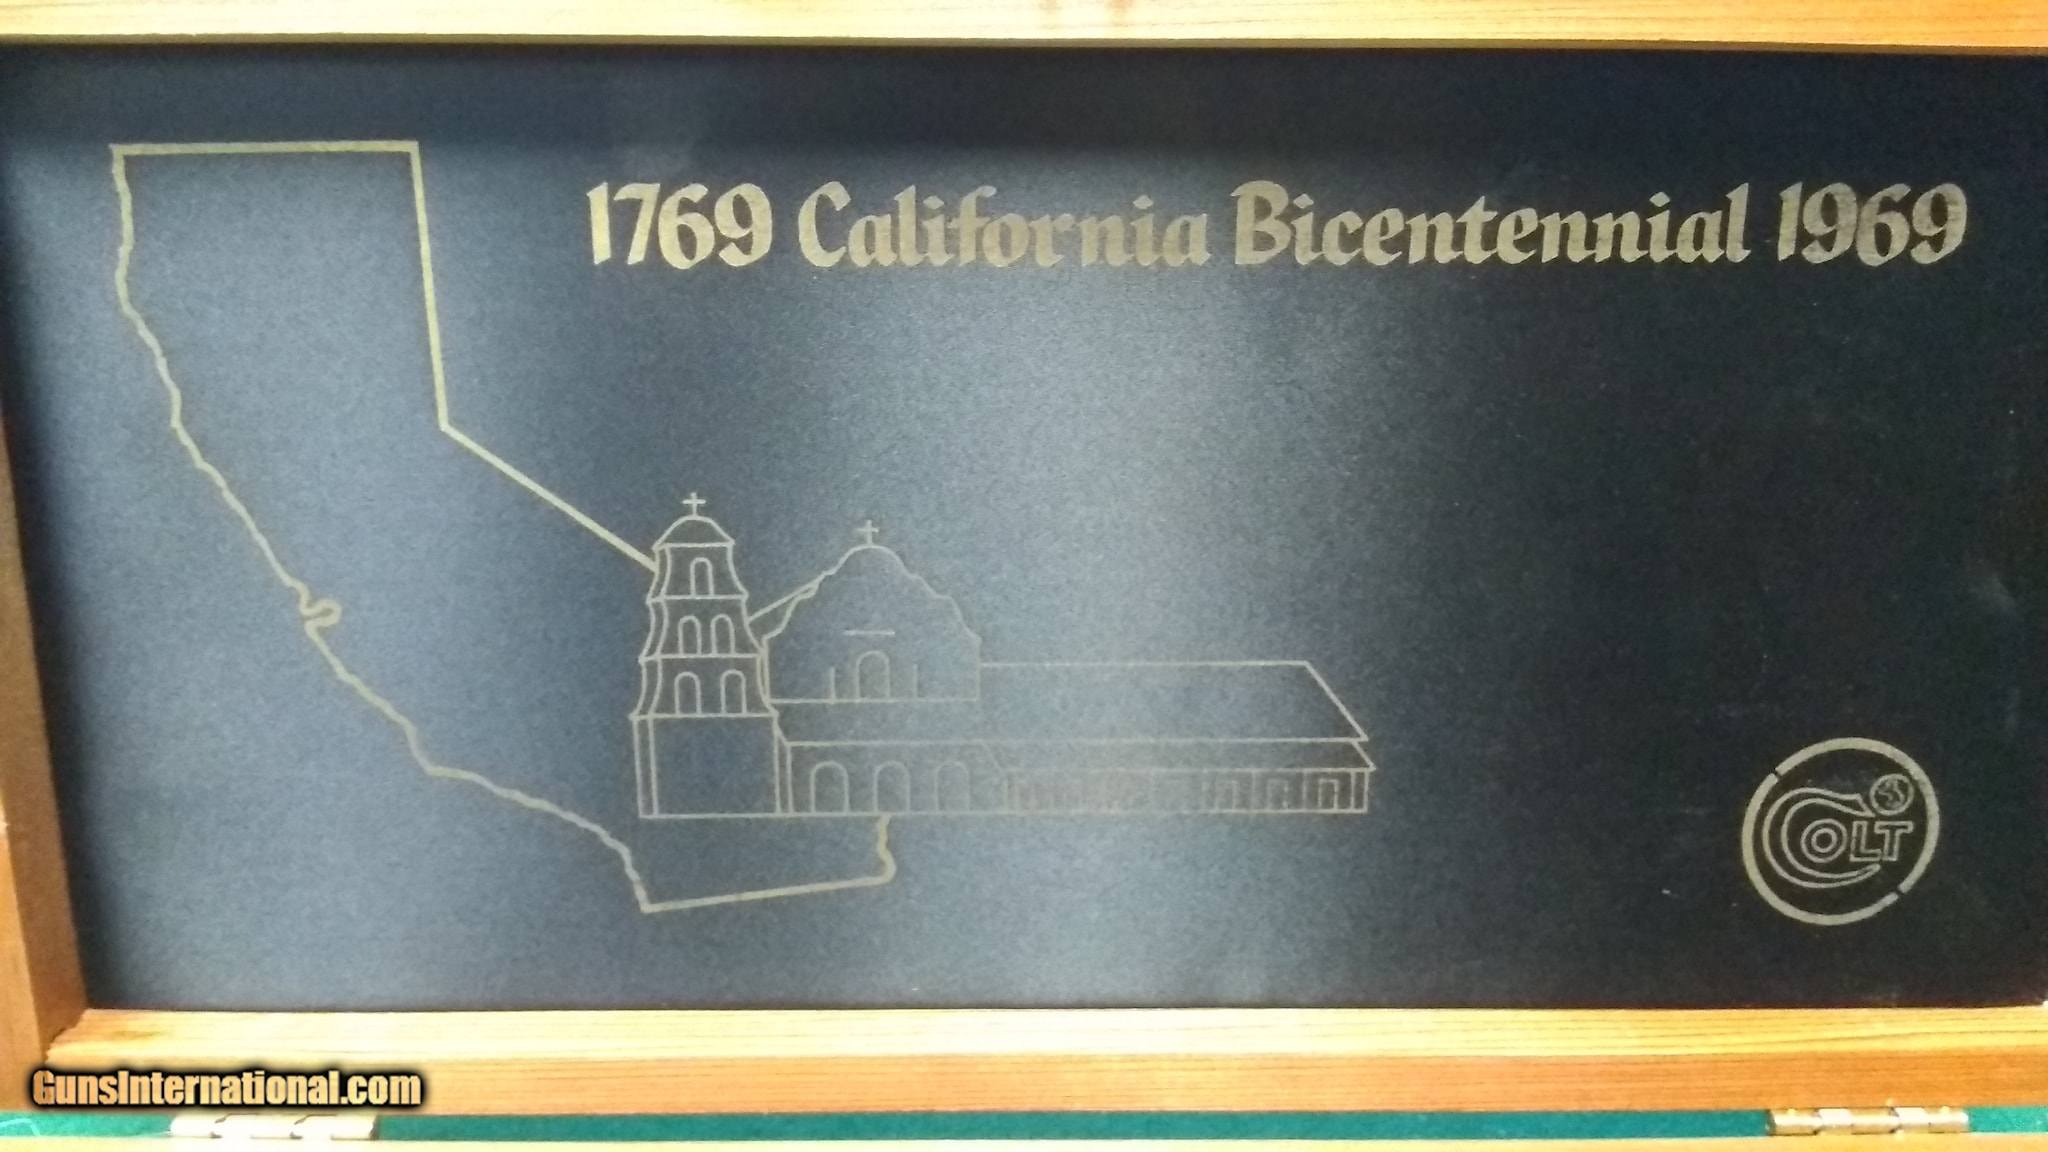 1769 California Bicentennial 1969
COLT
GunsInternational.com